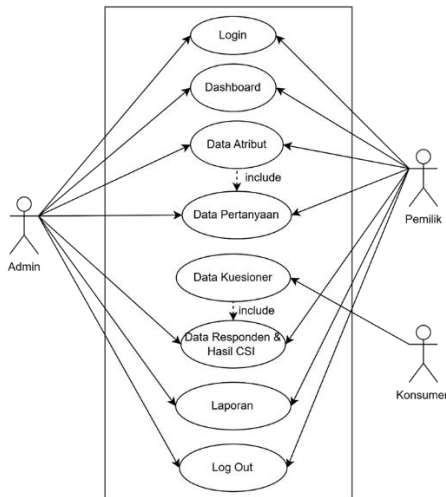 Login
Dashboard
Data Atribut
include
Data Pertanyaan
Admin
Pemilik
Data Kuesioner
include
Data Responden &
Hasil CSI
Konsumen
Laporan
Log Out